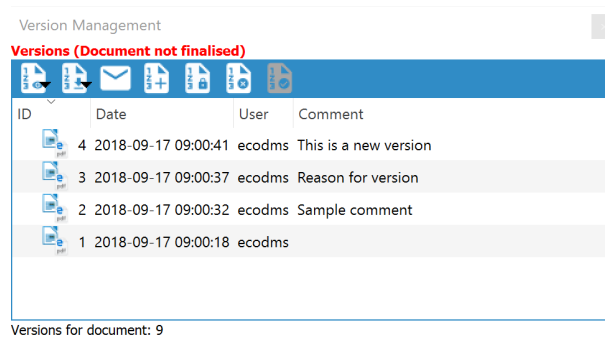 Version Management
Versions (Document not finalised)
ID Date User Comment
4 2018-09-17 09:00:41 ecodms This is a new version
3 2018-09-17 09:00:37 ecodms Reason for version
2 2018-09-17 09:00:32 ecodms Sample comment
1 2018-09-17 09:00:18 ecodms
Versions for document: 9